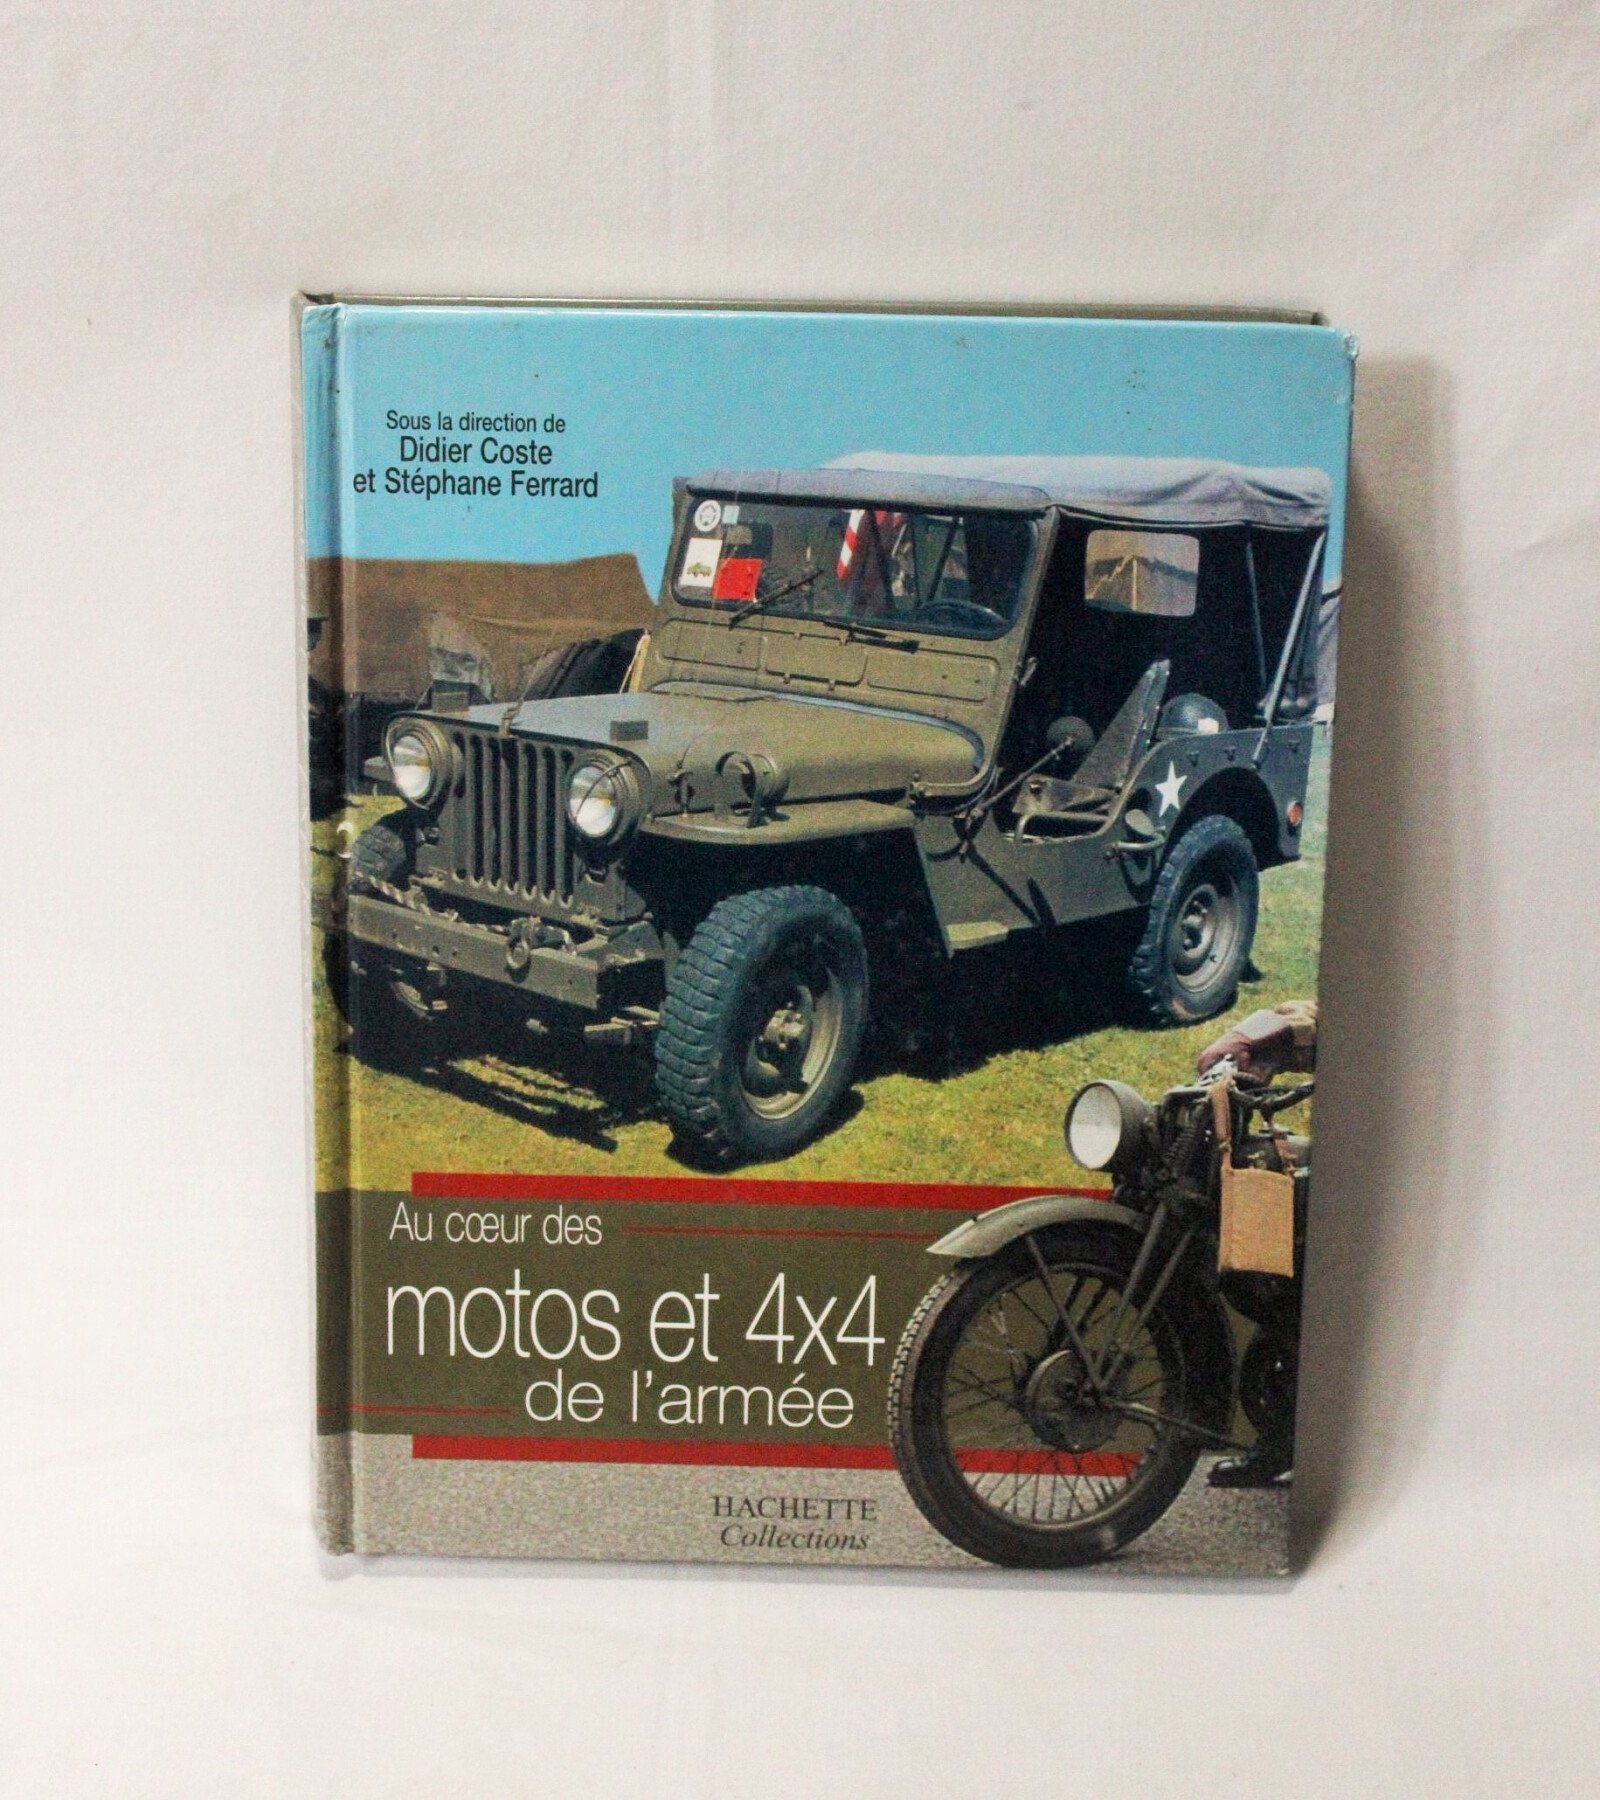 Sous la direction de
Didier Coste
et Stéphane Ferrard
Au cœur des
motos et 4x4
de l'armée
HACHETTE
Collections